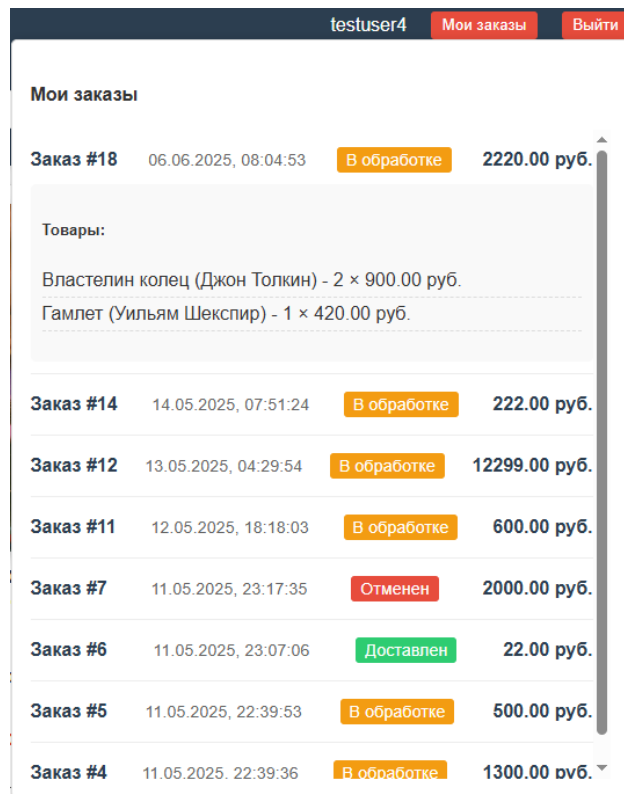 testuser4 Мои заказы Выйти
Мои заказы
Заказ #18 06.06.2025, 08:04:53 В обработке 2220.00 руб.
Товары:
Властелин колец (Джон Толкин) - 2 × 900.00 руб.
Гамлет (Уильям Шекспир) - 1 × 420.00 руб.
Заказ #14 14.05.2025, 07:51:24 В обработке 222.00 руб.
Заказ #12 13.05.2025, 04:29:54 В обработке 12299.00 руб.
Заказ #11 12.05.2025, 18:18:03 В обработке 600.00 руб.
Заказ #7 11.05.2025, 23:17:35 Отменен 2000.00 руб.
Заказ #6 11.05.2025, 23:07:06 Доставлен 22.00 руб.
Заказ #5 11.05.2025, 22:39:53 В обработке 500.00 руб.
Заказ #4 11.05.2025, 22:39:36 В обработке 1300.00 руб.